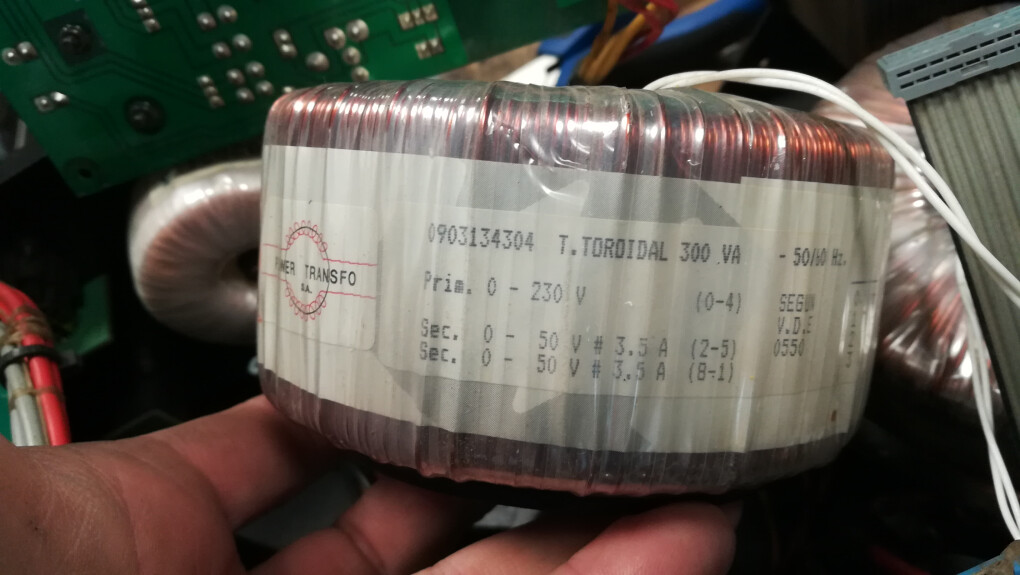 0903134304 T.TOROIDAL 300 VA - 50/60 Hz.
Prim. 0 - 230 V (0-4)
Sec. 0 - 50 V # 3.5 A (2-5)
Sec. 0 - 50 V # 3.5 A (8-1)
SEGUN
V.D.E
0550
TRANSFO
SA.